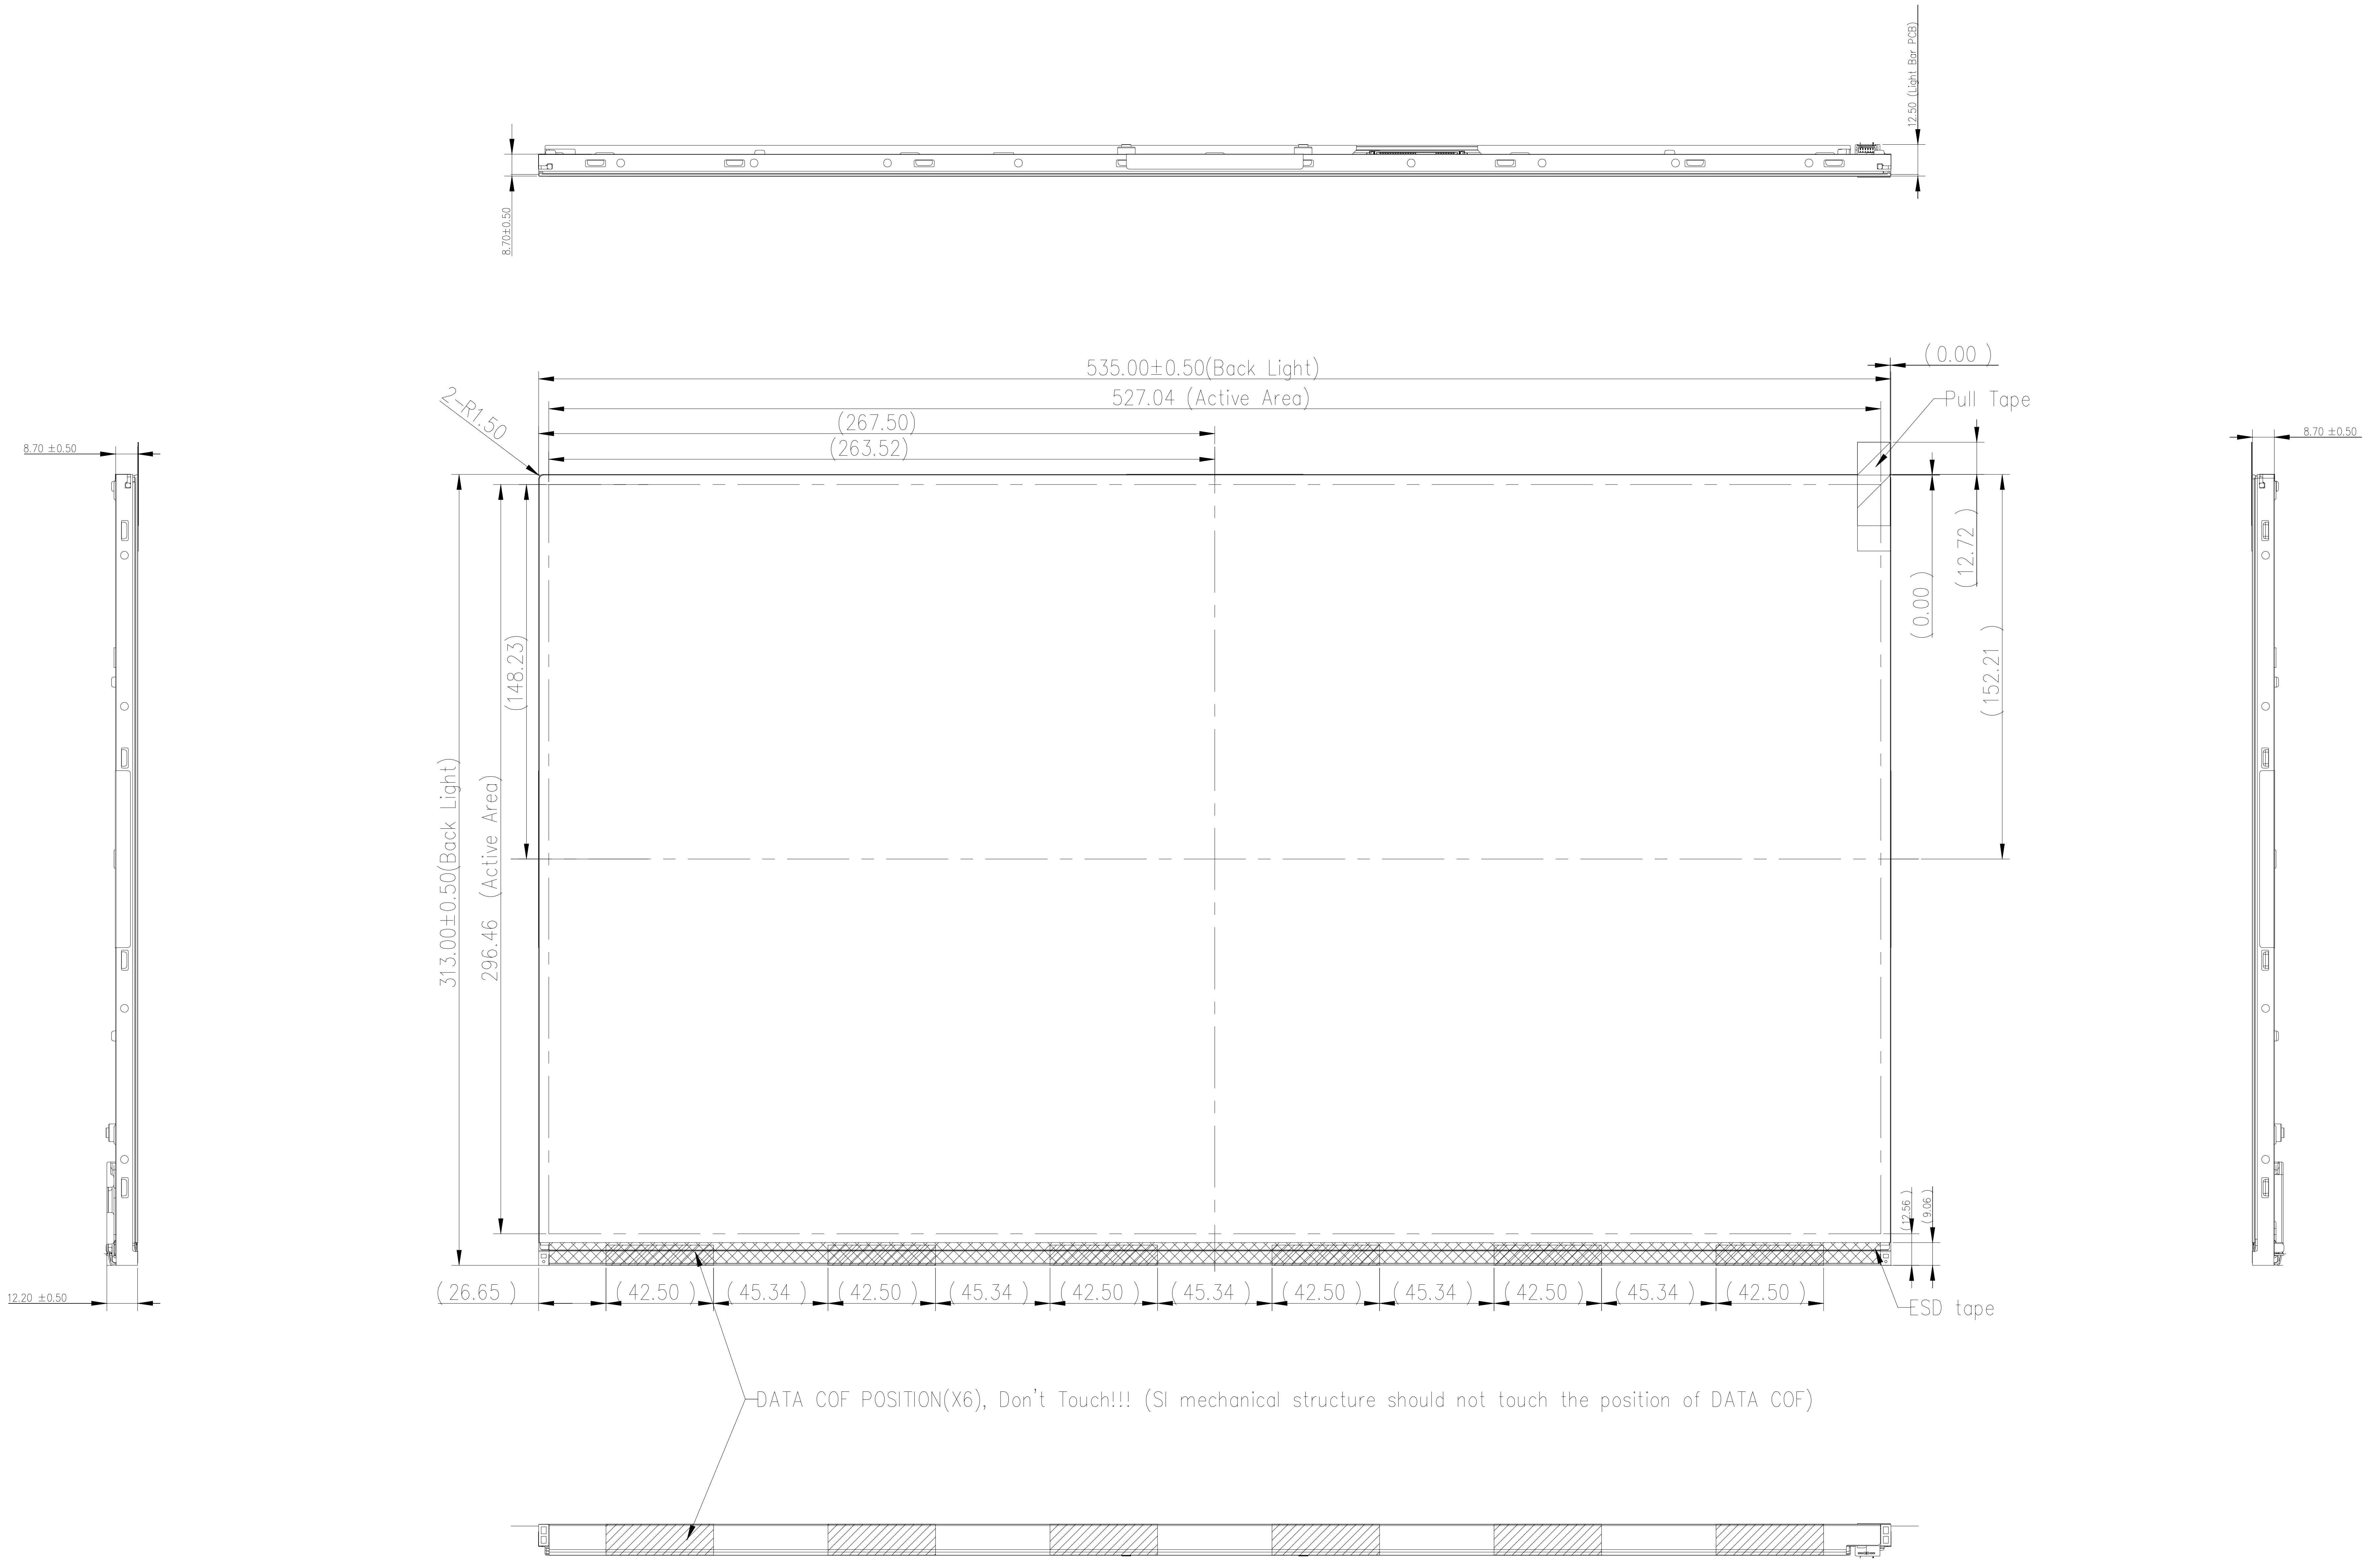 12.50 (Light Bar PCB)
8.70±0.50
535.00±0.50(Back Light)
( 0.00 )
527.04 (Active Area)
Pull Tape
2-R1.50
(267.50)
(263.52)
8.70 ±0.50
8.70 ±0.50
(12.72 )
( 0.00 )
(148.23)
(152.21 )
313.00±0.50(Back Light)
296.46 (Active Area)
(12.56 )
( 9.06 )
( 26.65 )
( 42.50 )
( 45.34 )
( 42.50 )
( 45.34 )
( 42.50 )
( 45.34 )
( 42.50 )
( 45.34 )
( 42.50 )
( 45.34 )
( 42.50 )
12.20 ±0.50
ESD tape
DATA COF POSITION(X6), Don't Touch!!! (SI mechanical structure should not touch the position of DATA COF)